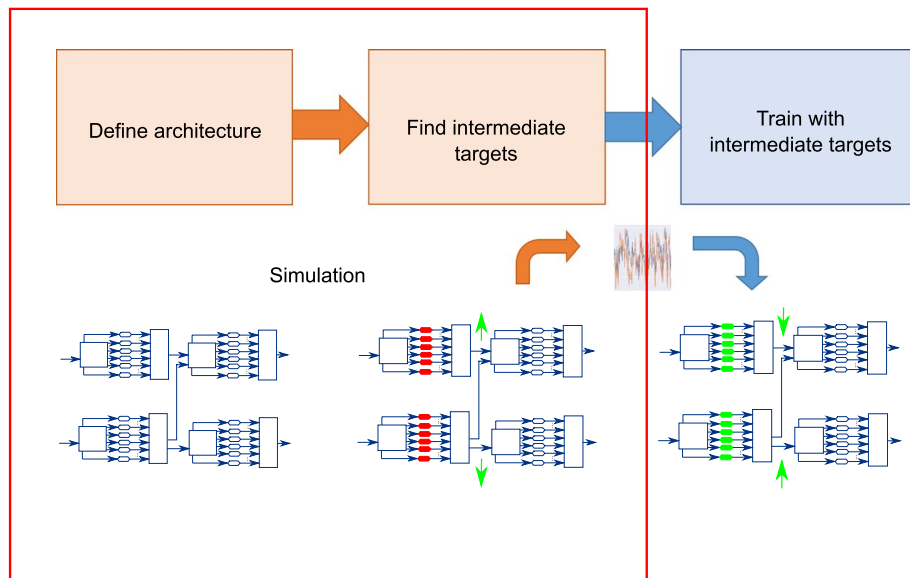 Define architecture
Find intermediate
targets
Train with
intermediate targets
Simulation